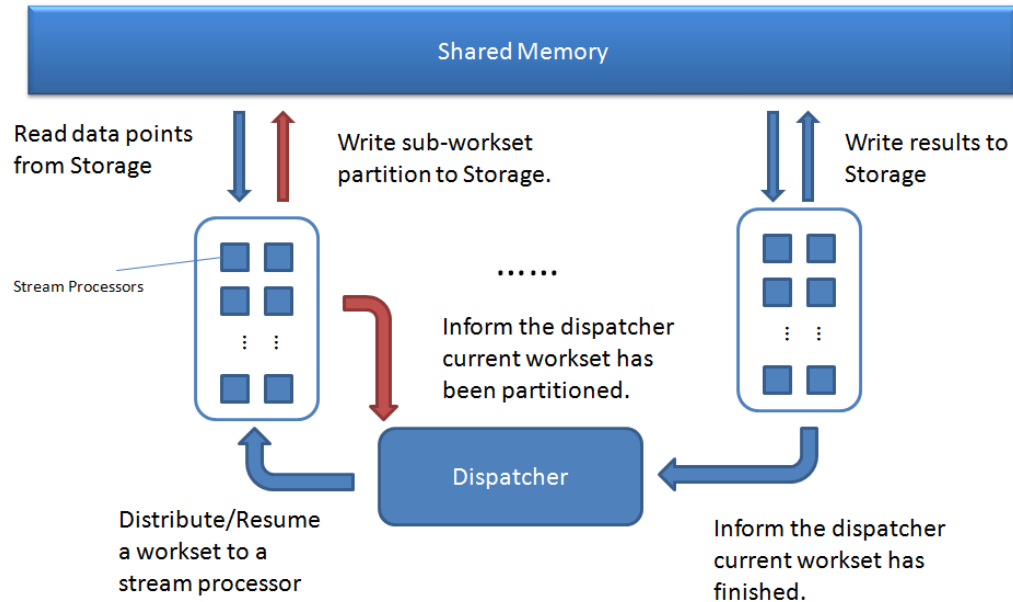 Shared Memory
Read data points
from Storage
Write sub-workset
partition to Storage.
Write results to
Storage
Stream Processors
......
Inform the dispatcher
current workset has
been partitioned.
Dispatcher
Distribute/Resume
a workset to a
stream processor
Inform the dispatcher
current workset has
finished.